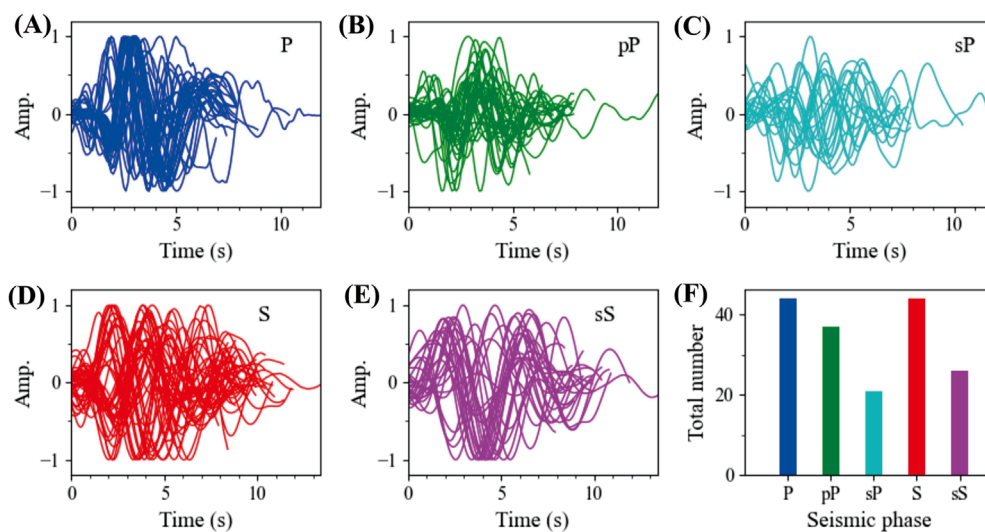 (A)
P
Amp.
1
0
−1
0
5
10
Time (s)
(B)
pP
Amp.
1
0
−1
0
5
10
Time (s)
(C)
sP
Amp.
1
0
−1
0
5
10
Time (s)
(D)
S
Amp.
1
0
−1
0
5
10
Time (s)
(E)
sS
Amp.
1
0
−1
0
5
10
Time (s)
(F)
Total number
40
20
0
P pP sP S sS
Seismic phase